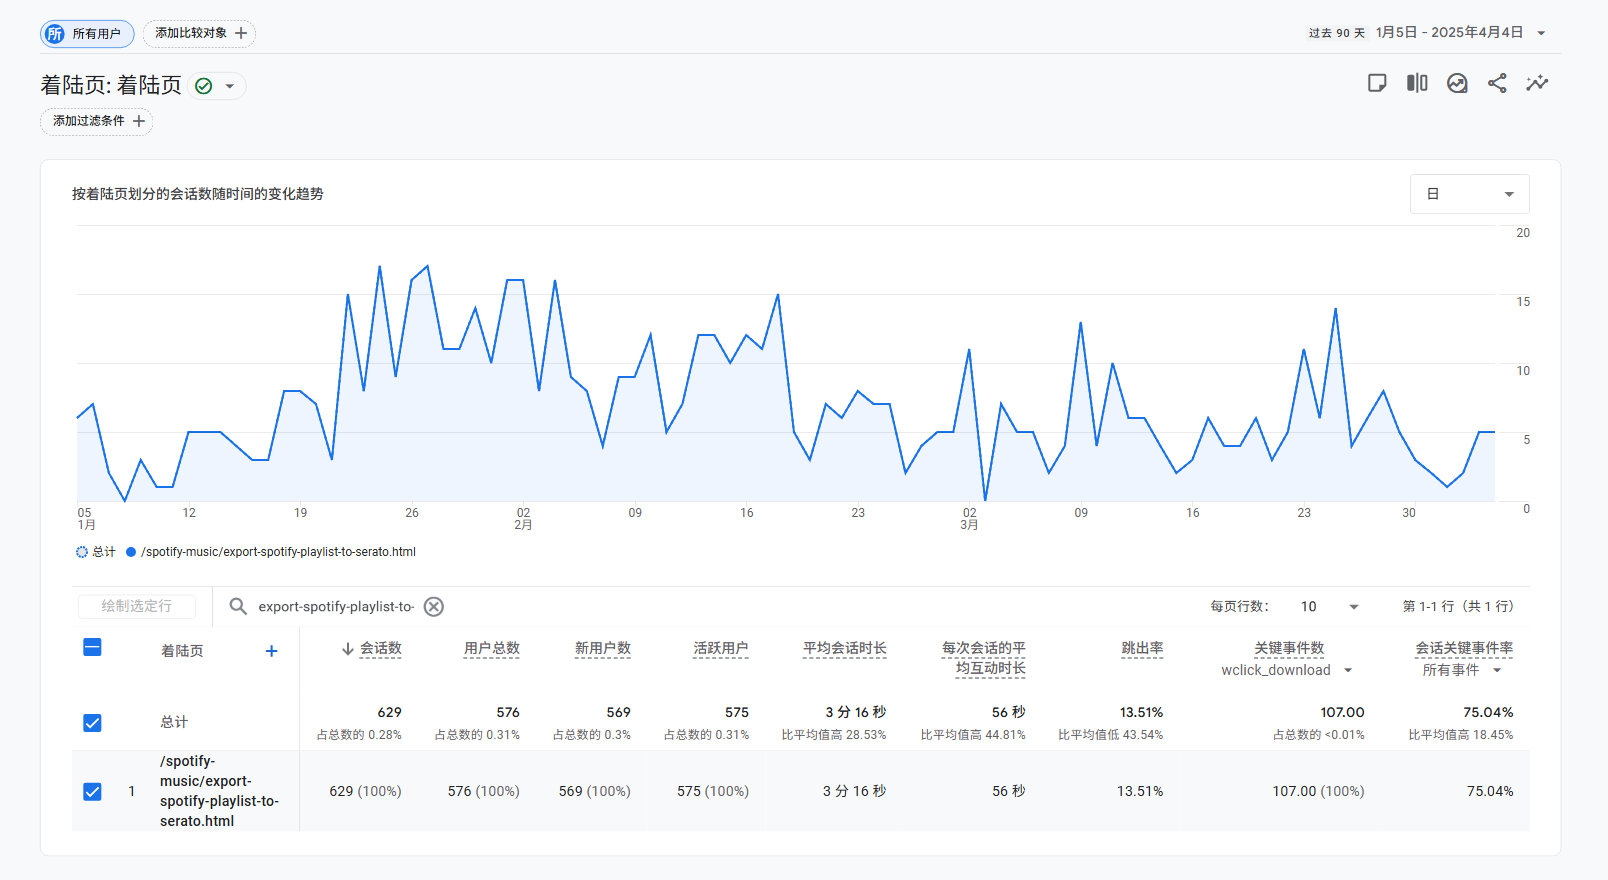 所 所有用户 添加比较对象 过去 90 天 1月5日 - 2025年4月4日
着陆页: 着陆页
添加过滤条件
按着陆页划分的会话数随时间的变化趋势 日
20
15
10
5
0
05 12 19 26 02 09 16 23 02 09 16 23 30
1月 2月 3月
总计 /spotify-music/export-spotify-playlist-to-serato.html
绘制选定行 export-spotify-playlist-to- 每页行数: 10 第 1-1 行（共 1 行）
着陆页 会话数 用户总数 新用户数 活跃用户 平均会话时长 每次会话的平 跳出率 关键事件数 会话关键事件率
均互动时长 wclick_download 所有事件
总计 629 576 569 575 3 分 16 秒 56 秒 13.51% 107.00 75.04%
占总数的 0.28% 占总数的 0.31% 占总数的 0.3% 占总数的 0.31% 比平均值高 28.53% 比平均值高 44.81% 比平均值低 43.54% 占总数的 <0.01% 比平均值高 18.45%
1 /spotify-
music/export-
spotify-playlist-to-
serato.html
629 (100%) 576 (100%) 569 (100%) 575 (100%) 3 分 16 秒 56 秒 13.51% 107.00 (100%) 75.04%